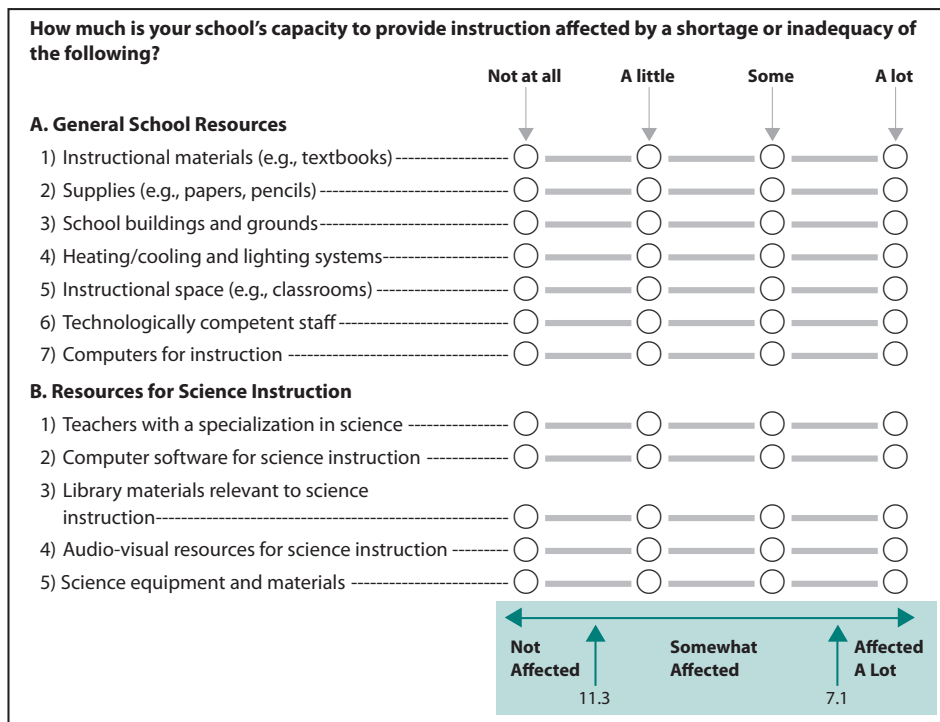 How much is your school's capacity to provide instruction affected by a shortage or inadequacy of
the following?
Not at all A little Some A lot
A. General School Resources
1) Instructional materials (e.g., textbooks)
2) Supplies (e.g., papers, pencils)
3) School buildings and grounds
4) Heating/cooling and lighting systems
5) Instructional space (e.g., classrooms)
6) Technologically competent staff
7) Computers for instruction
B. Resources for Science Instruction
1) Teachers with a specialization in science
2) Computer software for science instruction
3) Library materials relevant to science
instruction
4) Audio-visual resources for science instruction
5) Science equipment and materials
Not Somewhat Affected
Affected Affected A Lot
11.3 7.1